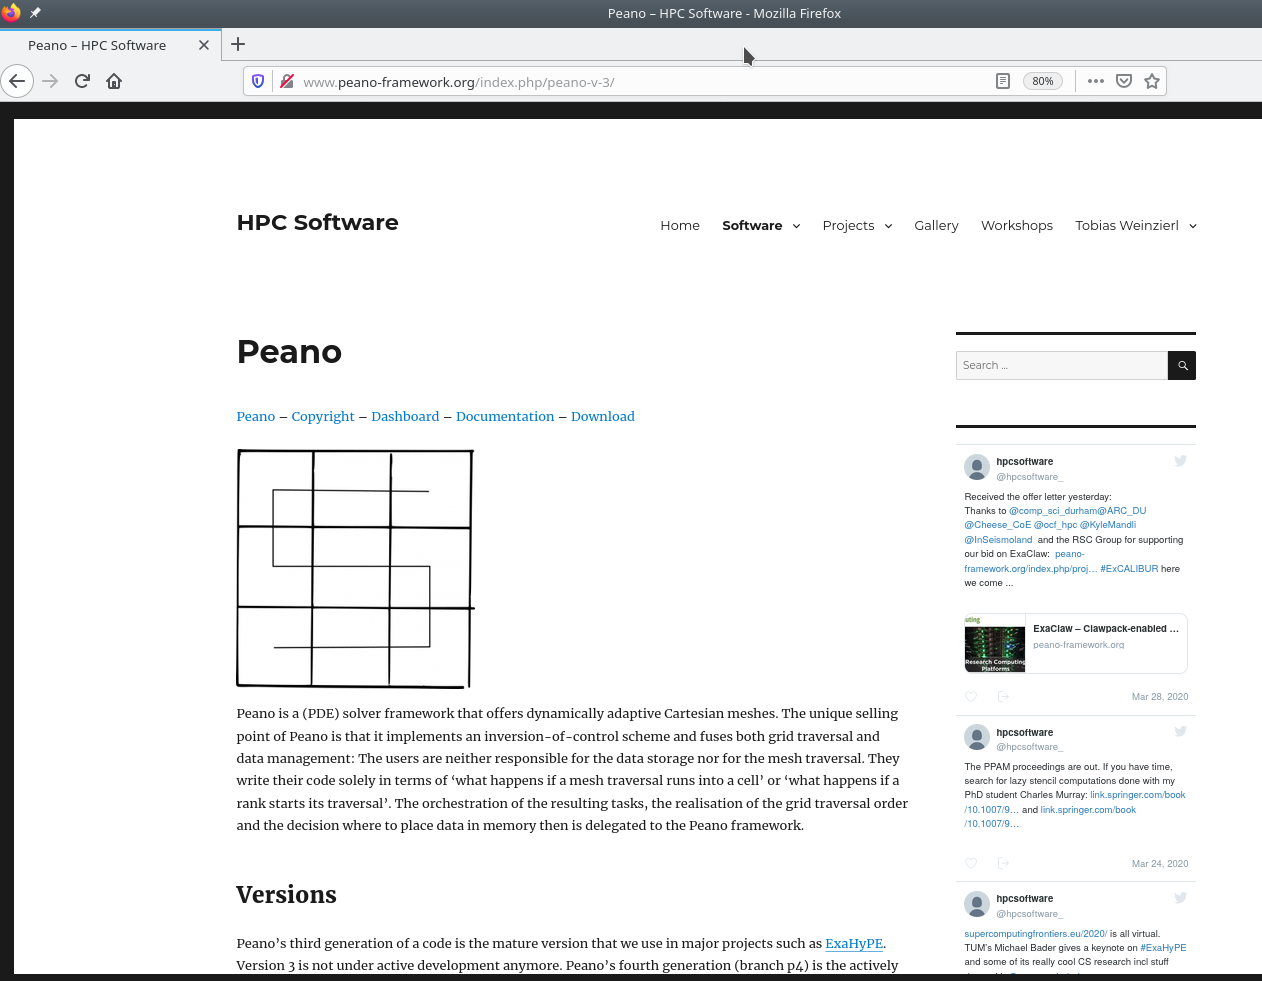 Peano – HPC Software - Mozilla Firefox
Peano – HPC Software
www.peano-framework.org/index.php/peano-v-3/
80%
HPC Software
Home Software Projects Gallery Workshops Tobias Weinzierl
Peano
Peano – Copyright – Dashboard – Documentation – Download
Peano is a (PDE) solver framework that offers dynamically adaptive Cartesian meshes. The unique selling
point of Peano is that it implements an inversion-of-control scheme and fuses both grid traversal and
data management: The users are neither responsible for the data storage nor for the mesh traversal. They
write their code solely in terms of ‘what happens if a mesh traversal runs into a cell’ or ‘what happens if a
rank starts its traversal’. The orchestration of the resulting tasks, the realisation of the grid traversal order
and the decision where to place data in memory then is delegated to the Peano framework.
Versions
Peano’s third generation of a code is the mature version that we use in major projects such as ExaHyPE.
Version 3 is not under active development anymore. Peano’s fourth generation (branch p4) is the actively
Search ...
hpcsoftware
@hpcsoftware_
Received the offer letter yesterday:
Thanks to @comp_sci_durham@ARC_DU
@Cheese_CoE @ocf_hpc @KyleMandli
@InSeismoland and the RSC Group for supporting
our bid on ExaClaw: peano-
framework.org/index.php/proj… #ExCALIBUR here
we come ...
uting
Research Computing
Platforms
ExaClaw – Clawpack-enabled ...
peano-framework.org
Mar 28, 2020
hpcsoftware
@hpcsoftware_
The PPAM proceedings are out. If you have time,
search for lazy stencil computations done with my
PhD student Charles Murray: link.springer.com/book
/10.1007/9… and link.springer.com/book
/10.1007/9…
Mar 24, 2020
hpcsoftware
@hpcsoftware_
supercomputingfrontiers.eu/2020/ is all virtual.
TUM's Michael Bader gives a keynote on #ExaHyPE
and some of its really cool CS research incl stuff